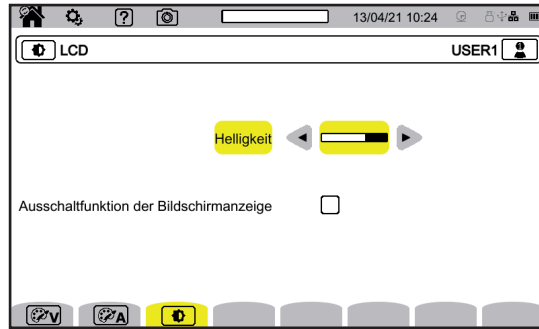 ? 13/04/21 10:24
LCD USER1
Helligkeit
Ausschaltfunktion der Bildschirmanzeige
V A